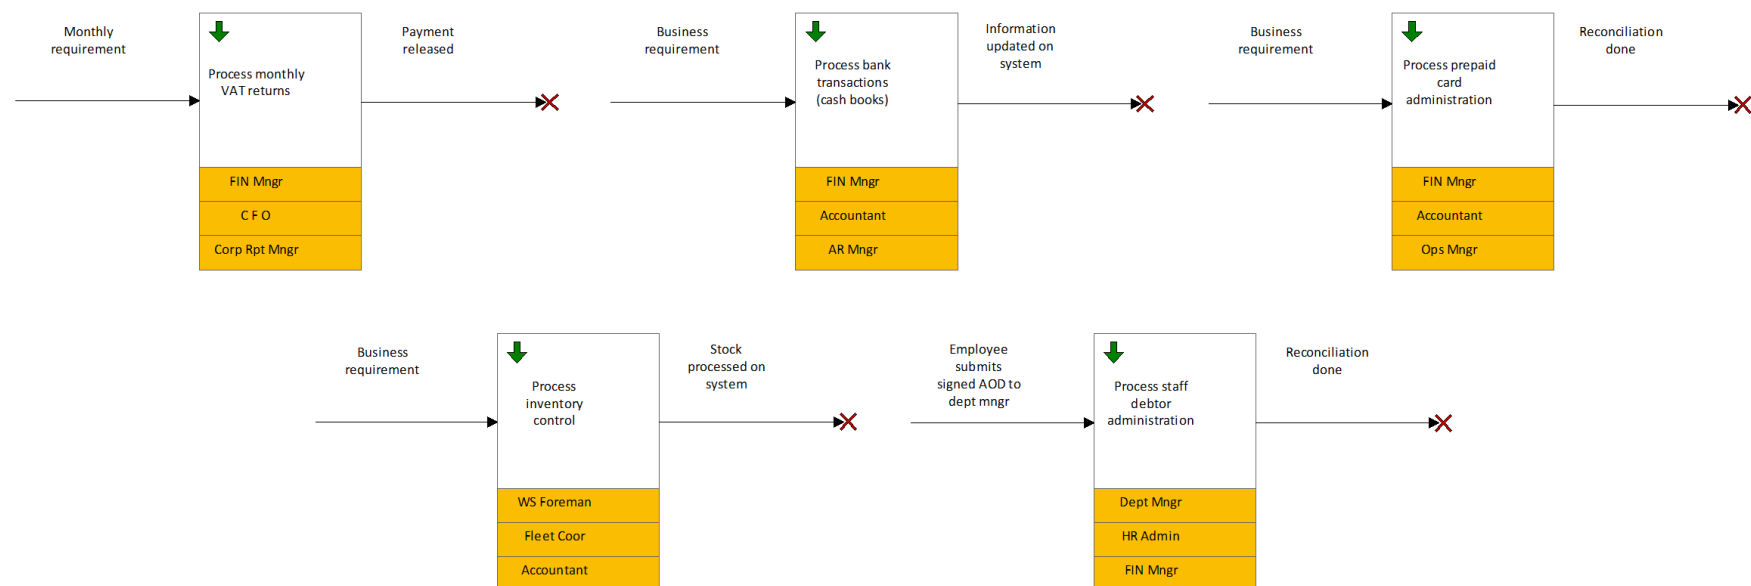 Monthly
requirement
Process monthly
VAT returns
Payment
released
FIN Mngr
C F O
Corp Rpt Mngr
Business
requirement
Process bank
transactions
(cash books)
Information
updated on
system
FIN Mngr
Accountant
AR Mngr
Business
requirement
Process prepaid
card
administration
Reconciliation
done
FIN Mngr
Accountant
Ops Mngr
Business
requirement
Process
inventory
control
Stock
processed on
system
WS Foreman
Fleet Coor
Accountant
Employee
submits
signed AOD to
dept mngr
Process staff
debtor
administration
Reconciliation
done
Dept Mngr
HR Admin
FIN Mngr